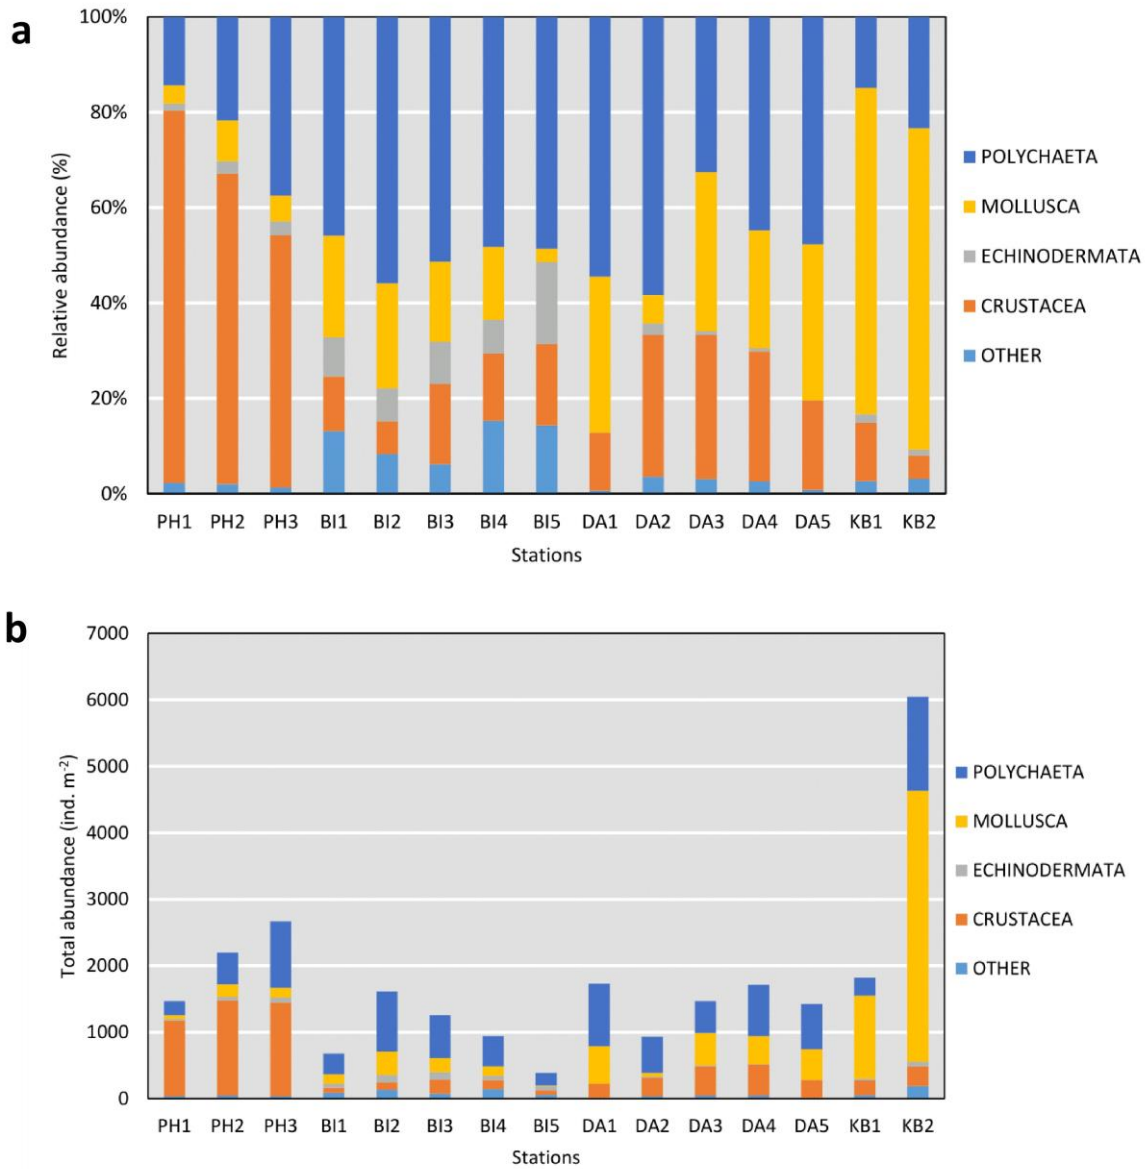 a
100%
80%
60%
40%
20%
0%
Relative abundance (%)
PH1 PH2 PH3 BI1 BI2 BI3 BI4 BI5 DA1 DA2 DA3 DA4 DA5 KB1 KB2
Stations
POLYCHAETA
MOLLUSCA
ECHINODERMATA
CRUSTACEA
OTHER
b
7000
6000
5000
4000
3000
2000
1000
0
Total abundance (ind. m⁻²)
PH1 PH2 PH3 BI1 BI2 BI3 BI4 BI5 DA1 DA2 DA3 DA4 DA5 KB1 KB2
Stations
POLYCHAETA
MOLLUSCA
ECHINODERMATA
CRUSTACEA
OTHER